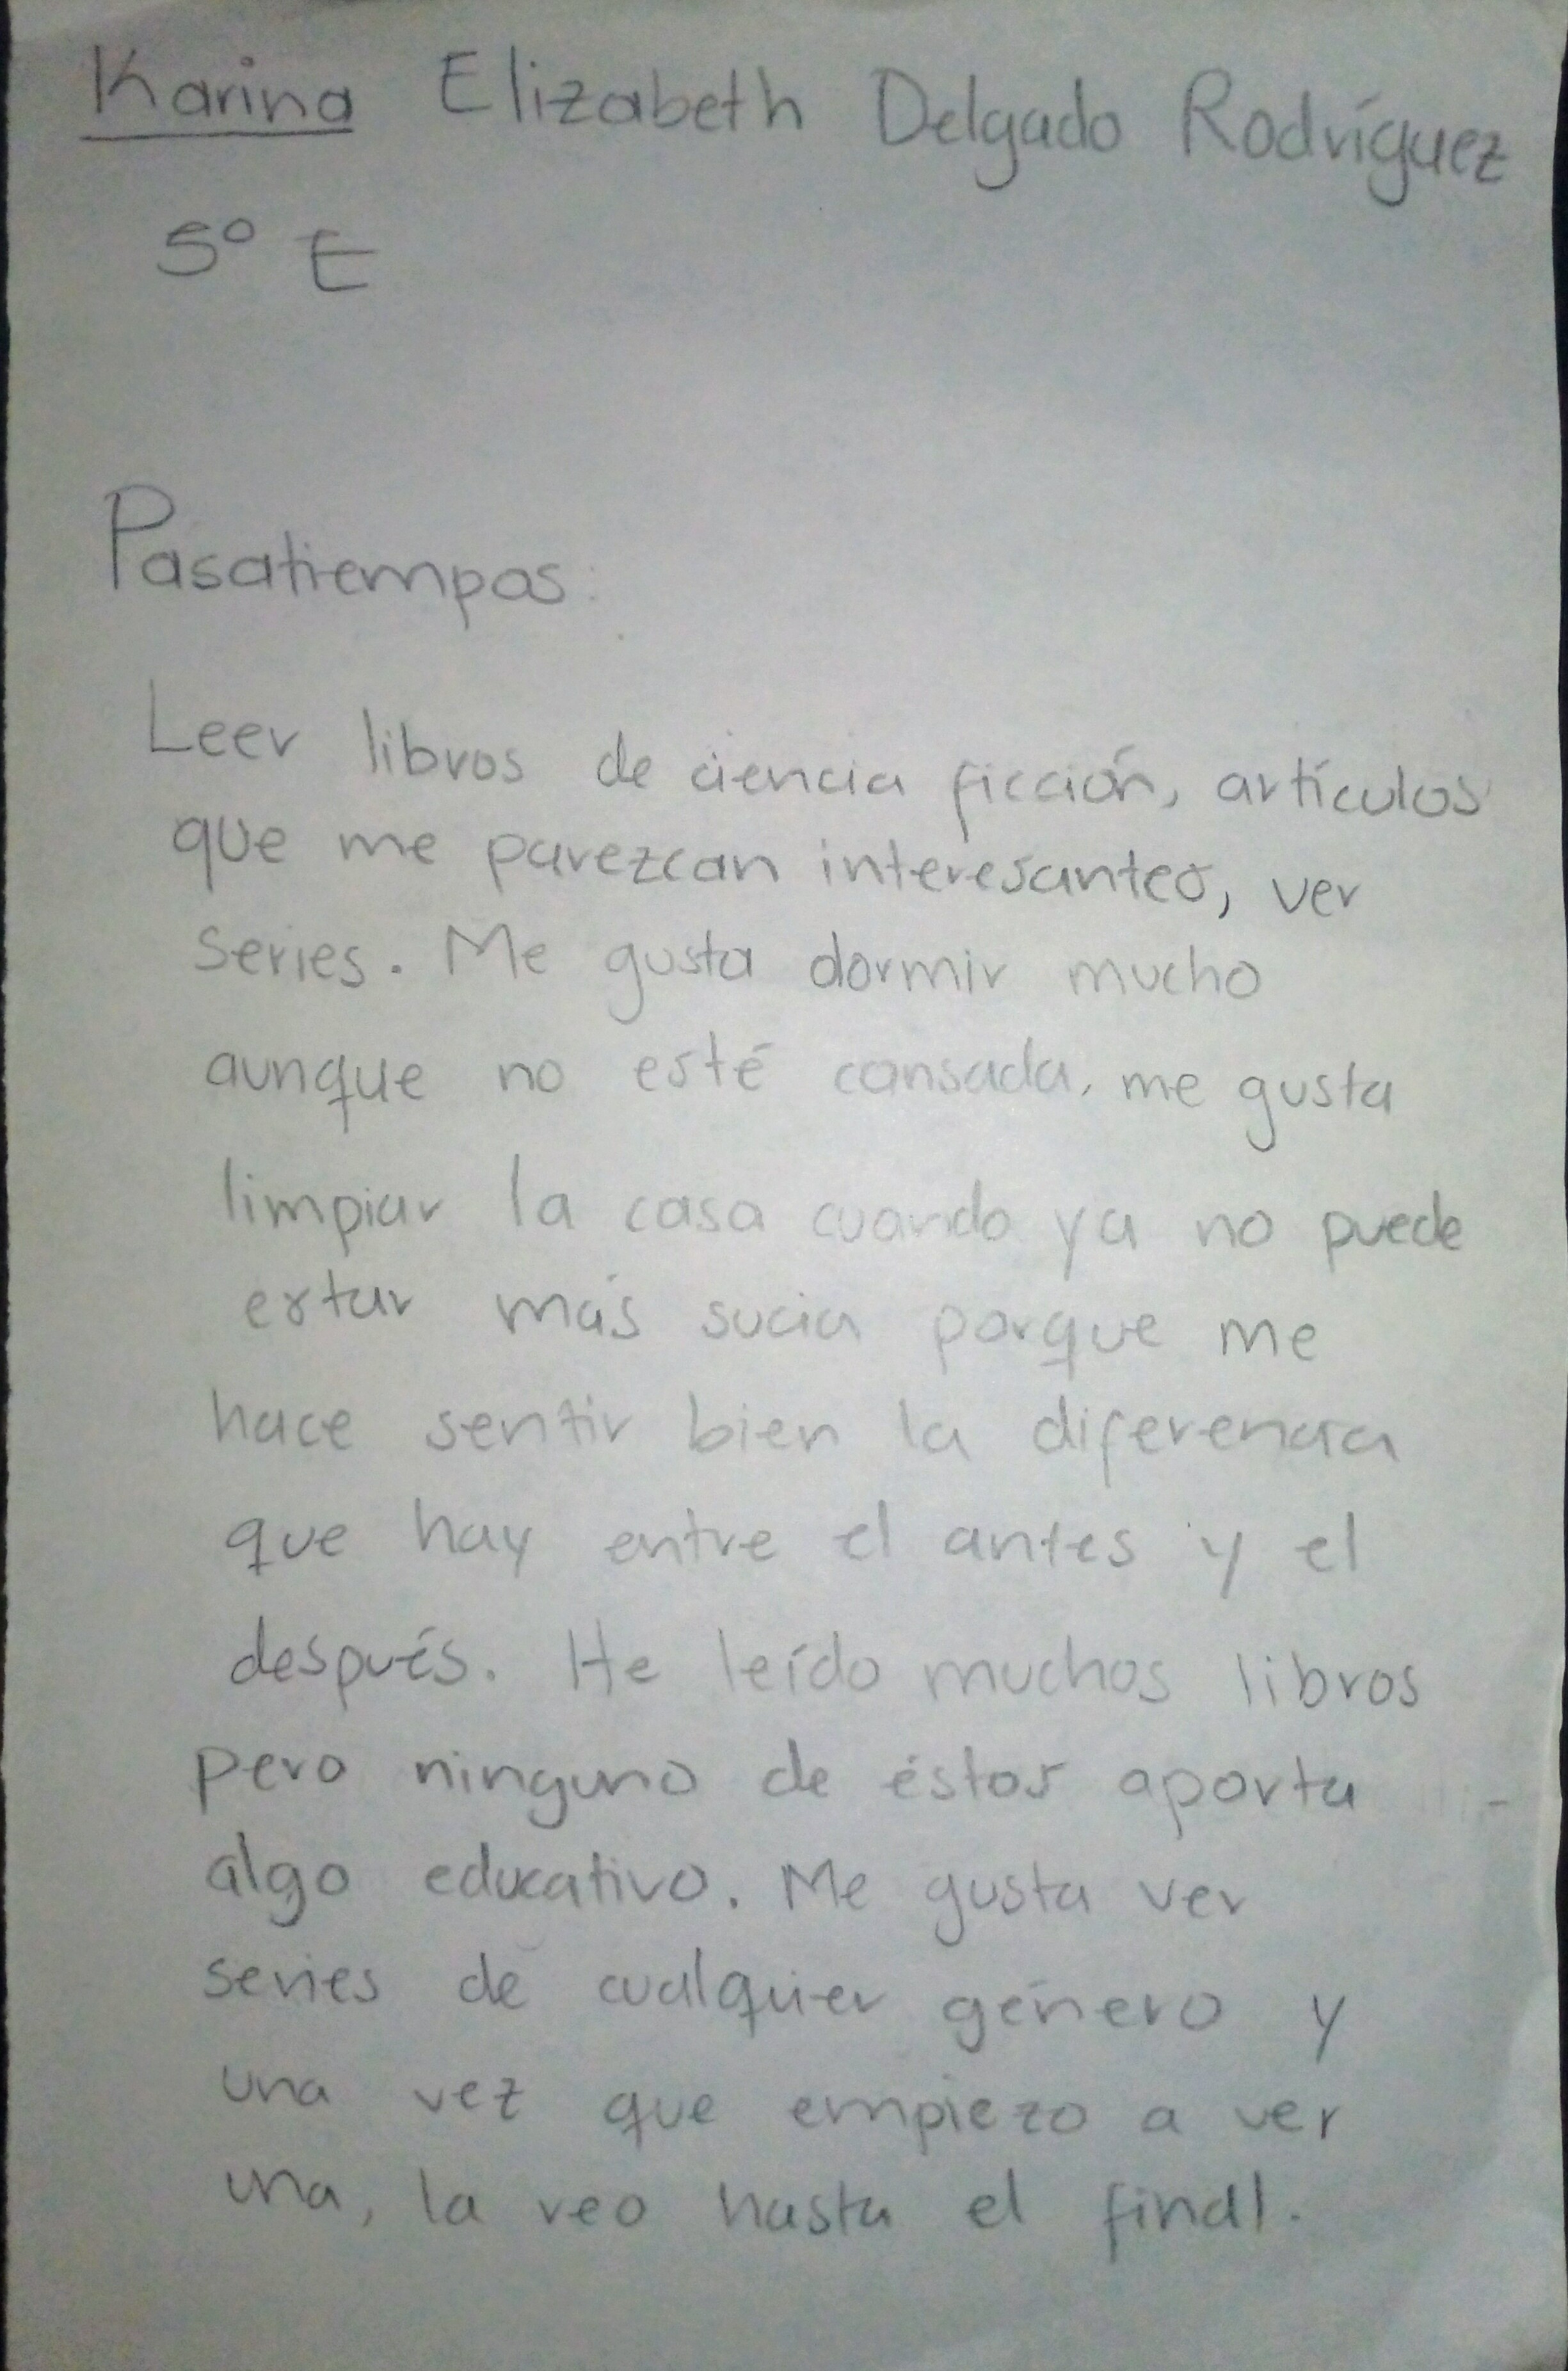 Karina Elizabeth Delgado Rodríguez
5° E
Pasatiempos:
Leer libros de ciencia ficción, artículos
que me parezcan interesantes, ver
series. Me gusta dormir mucho
aunque no esté cansada, me gusta
limpiar la casa cuando ya no puede
estar más sucia porque me
hace sentir bien la diferencia
que hay entre el antes y el
después. He leído muchos libros
pero ninguno de éstos aporta
algo educativo. Me gusta ver
series de cualquier género y
una vez que empiezo a ver
una, la veo hasta el final.